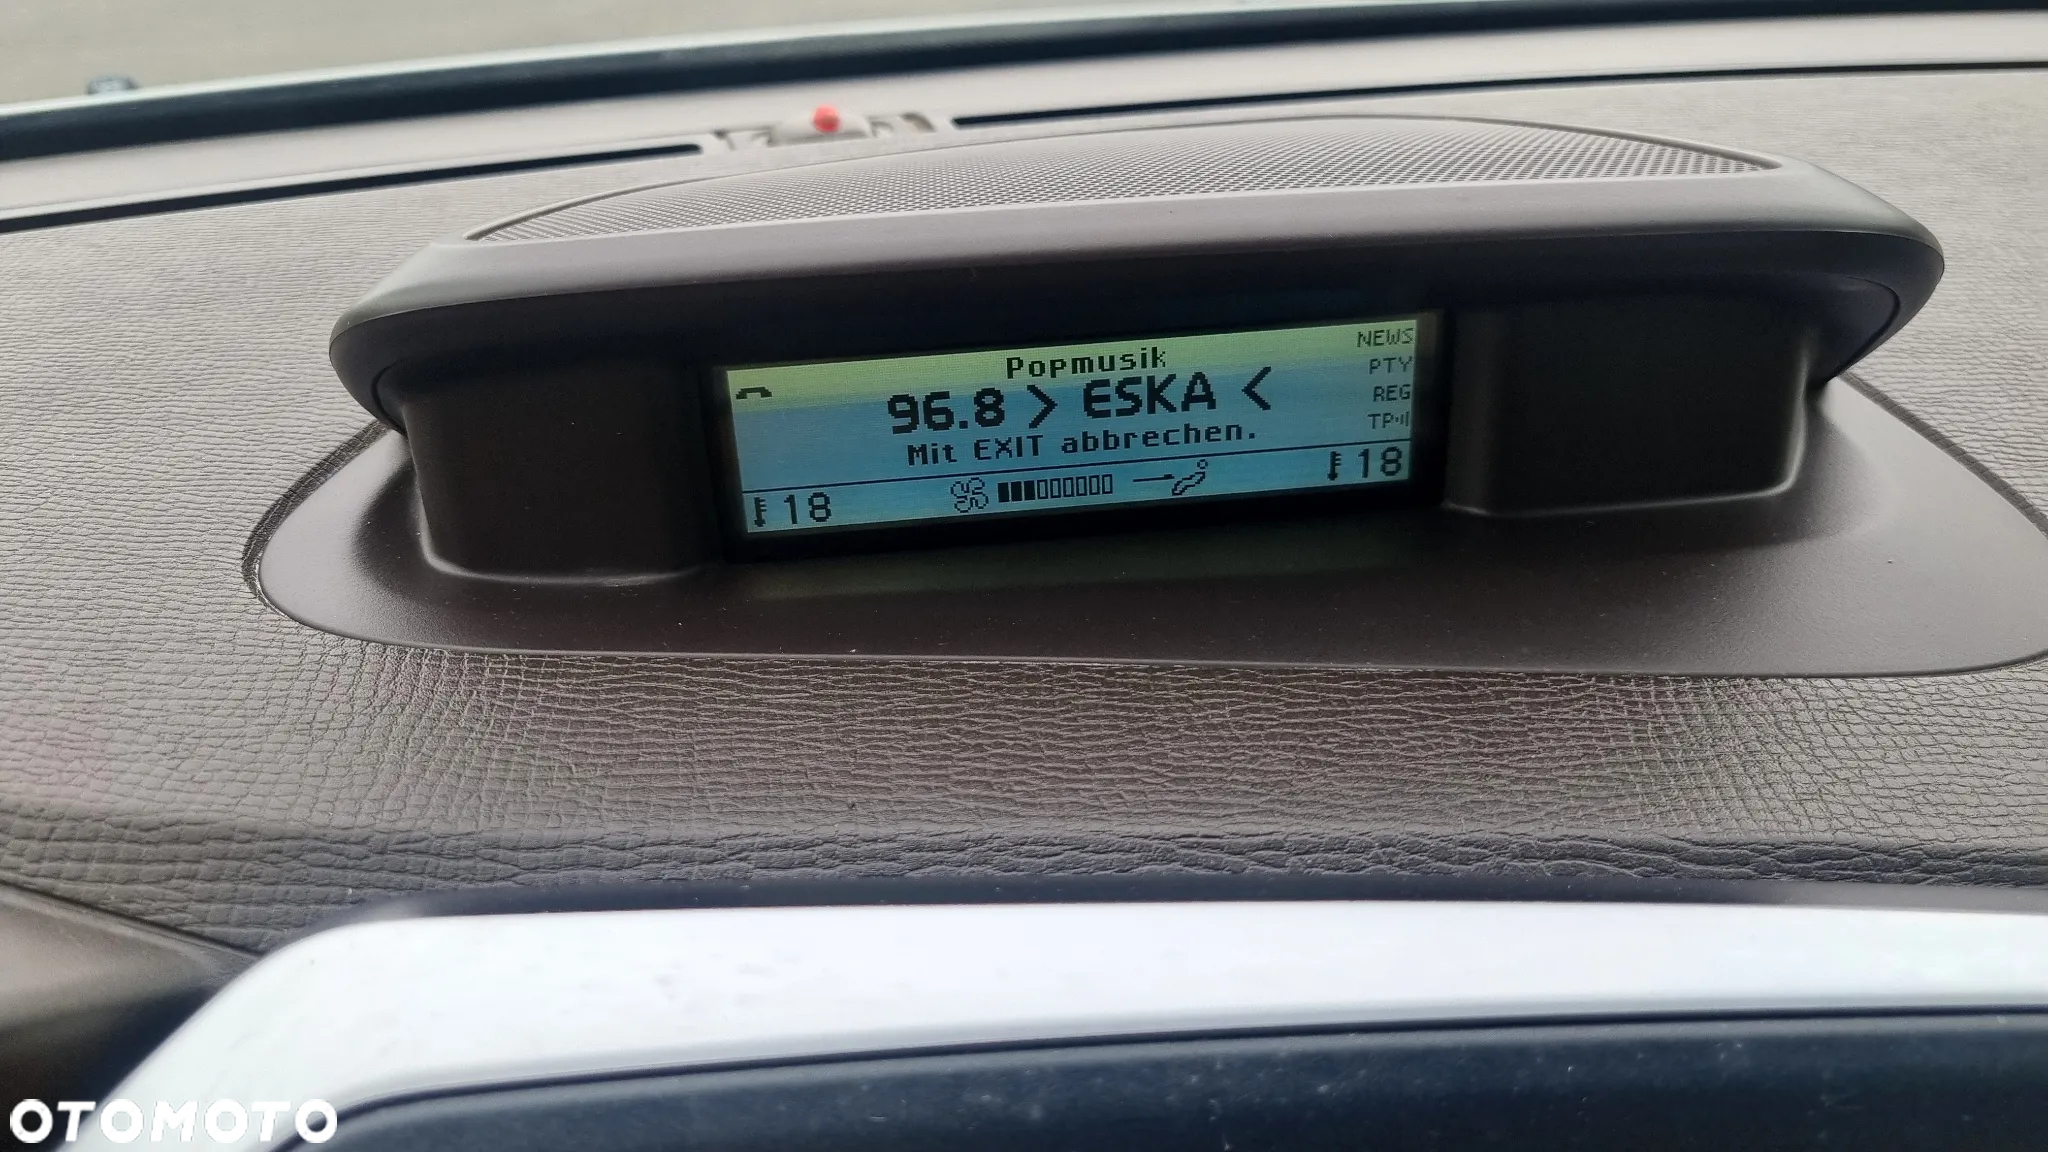 Popmusik
96.8 > ESKA <
Mit EXIT abbrechen.
NEWS
PTY
REG
TP
18
18
OTOMOTO